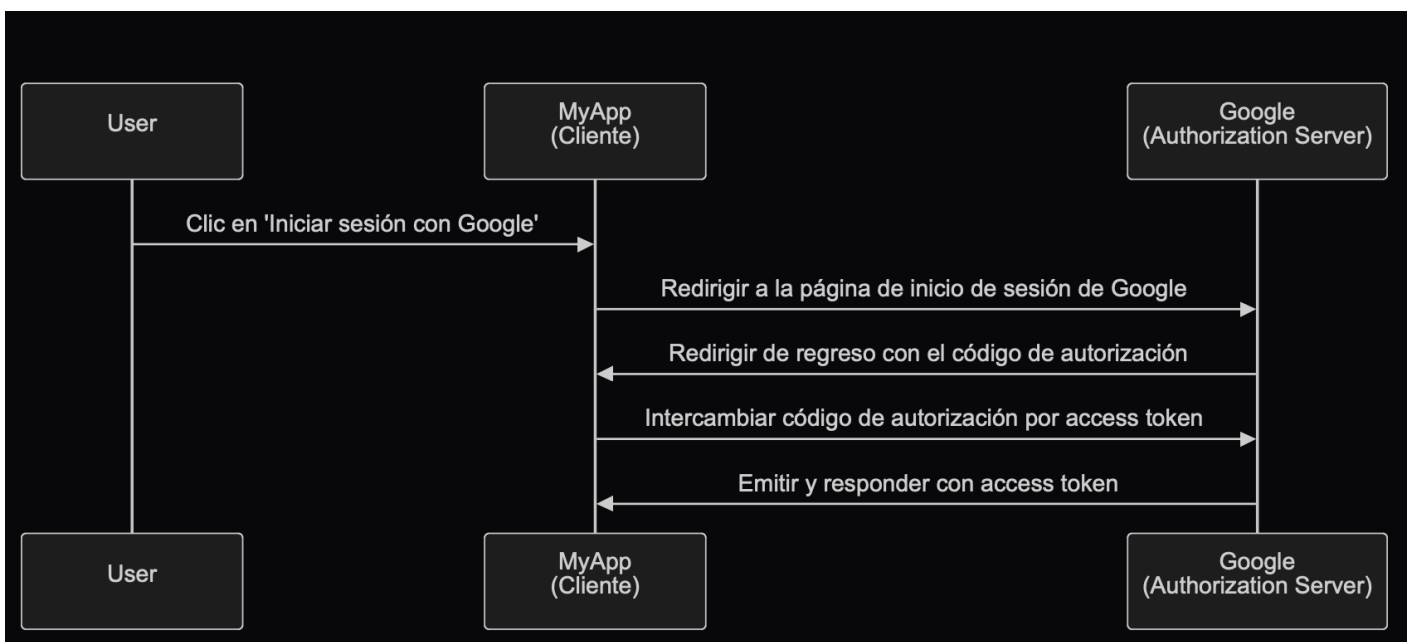 User
MyApp
(Cliente)
Google
(Authorization Server)
Clic en 'Iniciar sesión con Google'
Redirigir a la página de inicio de sesión de Google
Redirigir de regreso con el código de autorización
Intercambiar código de autorización por access token
Emitir y responder con access token
User
MyApp
(Cliente)
Google
(Authorization Server)